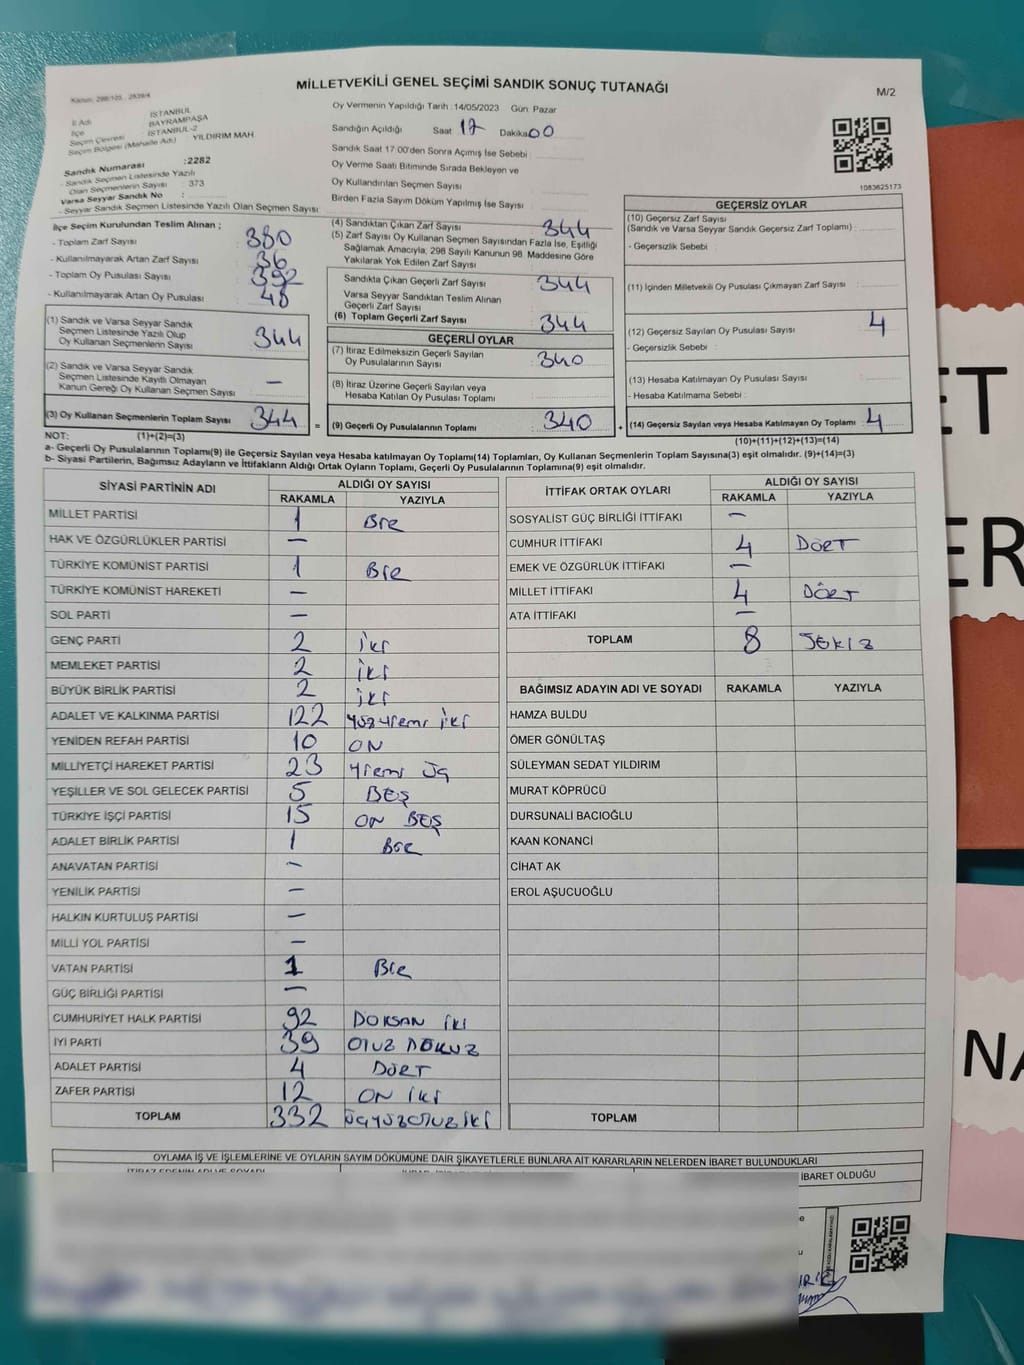 MİLLETVEKİLİ GENEL SEÇİMİ SANDIK SONUÇ TUTANAĞI
M/2
Kanun: 298/105, 2839/4
İl Adı İSTANBUL
İlçe BAYRAMPAŞA
Seçim Çevresi İSTANBUL-2
Seçim Bölgesi (Mahalle Adı) YILDIRIM MAH.
Sandık Numarası :2282
- Sandık Seçmen Listesinde Yazılı
Olan Seçmenlerin Sayısı : 373
Varsa Seyyar Sandık No :
- Seyyar Sandık Seçmen Listesinde Yazılı Olan Seçmen Sayısı :
Oy Vermenin Yapıldığı Tarih :14/05/2023 Gün: Pazar
Sandığın Açıldığı Saat 17 Dakika 00
Sandık Saat 17:00'den Sonra Açımış İse Sebebi :
Oy Verme Saati Bitiminde Sırada Bekleyen ve
Oy Kullandırılan Seçmen Sayısı
Birden Fazla Sayım Döküm Yapılmış İse Sayısı :
1083625173
İlçe Seçim Kurulundan Teslim Alınan ;
- Toplam Zarf Sayısı : 380
- Kullanılmayarak Artan Zarf Sayısı : 36
- Toplam Oy Pusulası Sayısı : 392
- Kullanılmayarak Artan Oy Pusulası : 48
(1) Sandık ve Varsa Seyyar Sandık
Seçmen Listesinde Yazılı Olup
Oy Kullanan Seçmenlerin Sayısı 344
(2) Sandık ve Varsa Seyyar Sandık
Seçmen Listesinde Kayıtlı Olmayan
Kanun Gereği Oy Kullanan Seçmen Sayısı —
(3) Oy Kullanan Seçmenlerin Toplam Sayısı 344
(4) Sandıktan Çıkan Zarf Sayısı 344
(5) Zarf Sayısı Oy Kullanan Seçmen Sayısından Fazla İse, Eşitliği
Sağlamak Amacıyla, 298 Sayılı Kanunun 98. Maddesine Göre
Yakılarak Yok Edilen Zarf Sayısı :
Sandıkta Çıkan Geçerli Zarf Sayısı 344
Varsa Seyyar Sandıktan Teslim Alınan
Geçerli Zarf Sayısı :
(6) Toplam Geçerli Zarf Sayısı 344
GEÇERLİ OYLAR
(7) İtiraz Edilmeksizin Geçerli Sayılan
Oy Pusulalarının Sayısı : 340
(8) İtiraz Üzerine Geçerli Sayılan veya
Hesaba Katılan Oy Pusulası Toplamı :
= (9) Geçerli Oy Pusulalarının Toplamı : 340
GEÇERSİZ OYLAR
(10) Geçersiz Zarf Sayısı
(Sandık ve Varsa Seyyar Sandık Geçersiz Zarf Toplamı) :
- Geçersizlik Sebebi :
(11) İçinden Milletvekili Oy Pusulası Çıkmayan Zarf Sayısı :
(12) Geçersiz Sayılan Oy Pusulası Sayısı : 4
- Geçersizlik Sebebi :
(13) Hesaba Katılmayan Oy Pusulası Sayısı :
- Hesaba Katılmama Sebebi :
+ (14) Geçersiz Sayılan veya Hesaba Katılmayan Oy Toplamı : 4
NOT: (1)+(2)=(3)
(10)+(11)+(12)+(13)=(14)
a- Geçerli Oy Pusulalarının Toplamı(9) ile Geçersiz Sayılan veya Hesaba katılmayan Oy Toplamı(14) Toplamları, Oy Kullanan Seçmenlerin Toplam Sayısına(3) eşit olmalıdır. (9)+(14)=(3)
b- Siyasi Partilerin, Bağımsız Adayların ve İttifakların Aldığı Ortak Oyların Toplamı, Geçerli Oy Pusulalarının Toplamına(9) eşit olmalıdır.
SİYASİ PARTİNİN ADI ALDIĞI OY SAYISI
RAKAMLA YAZIYLA
MİLLET PARTİSİ 1 Bir
HAK VE ÖZGÜRLÜKLER PARTİSİ —
TÜRKİYE KOMÜNİST PARTİSİ 1 Bir
TÜRKİYE KOMÜNİST HAREKETİ —
SOL PARTİ —
GENÇ PARTİ 2 iki
MEMLEKET PARTİSİ 2 iki
BÜYÜK BİRLİK PARTİSİ 2 iki
ADALET VE KALKINMA PARTİSİ 122 yüzyirmi iki
YENİDEN REFAH PARTİSİ 10 ON
MİLLİYETÇİ HAREKET PARTİSİ 23 yirmi üç
YEŞİLLER VE SOL GELECEK PARTİSİ 5 BEŞ
TÜRKİYE İŞÇİ PARTİSİ 15 ON BEŞ
ADALET BİRLİK PARTİSİ 1 Bir
ANAVATAN PARTİSİ —
YENİLİK PARTİSİ —
HALKIN KURTULUŞ PARTİSİ —
MİLLİ YOL PARTİSİ —
VATAN PARTİSİ 1 Bir
GÜÇ BİRLİĞİ PARTİSİ —
CUMHURİYET HALK PARTİSİ 92 DOKSAN iki
İYİ PARTİ 39 OTUZ DOKUZ
ADALET PARTİSİ 4 DÖRT
ZAFER PARTİSİ 12 ON iki
TOPLAM 332 üçyüzotuziki
İTTİFAK ORTAK OYLARI ALDIĞI OY SAYISI
RAKAMLA YAZIYLA
SOSYALİST GÜÇ BİRLİĞİ İTTİFAKI —
CUMHUR İTTİFAKI 4 DÖRT
EMEK VE ÖZGÜRLÜK İTTİFAKI —
MİLLET İTTİFAKI 4 DÖRT
ATA İTTİFAKI —
TOPLAM 8 SEKİZ
BAĞIMSIZ ADAYIN ADI VE SOYADI RAKAMLA YAZIYLA
HAMZA BULDU
ÖMER GÖNÜLTAŞ
SÜLEYMAN SEDAT YILDIRIM
MURAT KÖPRÜCÜ
DURSUNALİ BACIOĞLU
KAAN KONANCİ
CİHAT AK
EROL AŞUCUOĞLU
TOPLAM
OYLAMA İŞ VE İŞLEMLERİNE VE OYLARIN SAYIM DÖKÜMÜNE DAİR ŞİKAYETLERLE BUNLARA AİT KARARLARIN NELERDEN İBARET BULUNDUKLARI
İTİRAZ EDENİN ADI VE SOYADI
İBARET OLDUĞU
ET
ER
NA